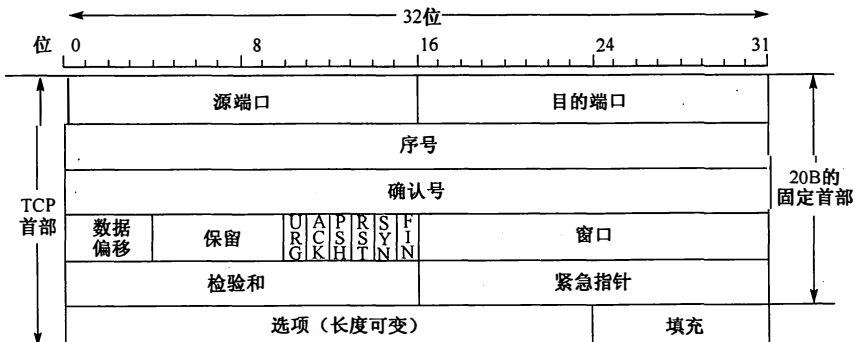 32位
位 0 8 16 24 31
源端口 目的端口
序号
确认号
TCP
首部
20B的
固定首部
数据
偏移
保留
URG
ACK
PSH
RST
SYN
FIN
窗口
检验和 紧急指针
选项（长度可变） 填充